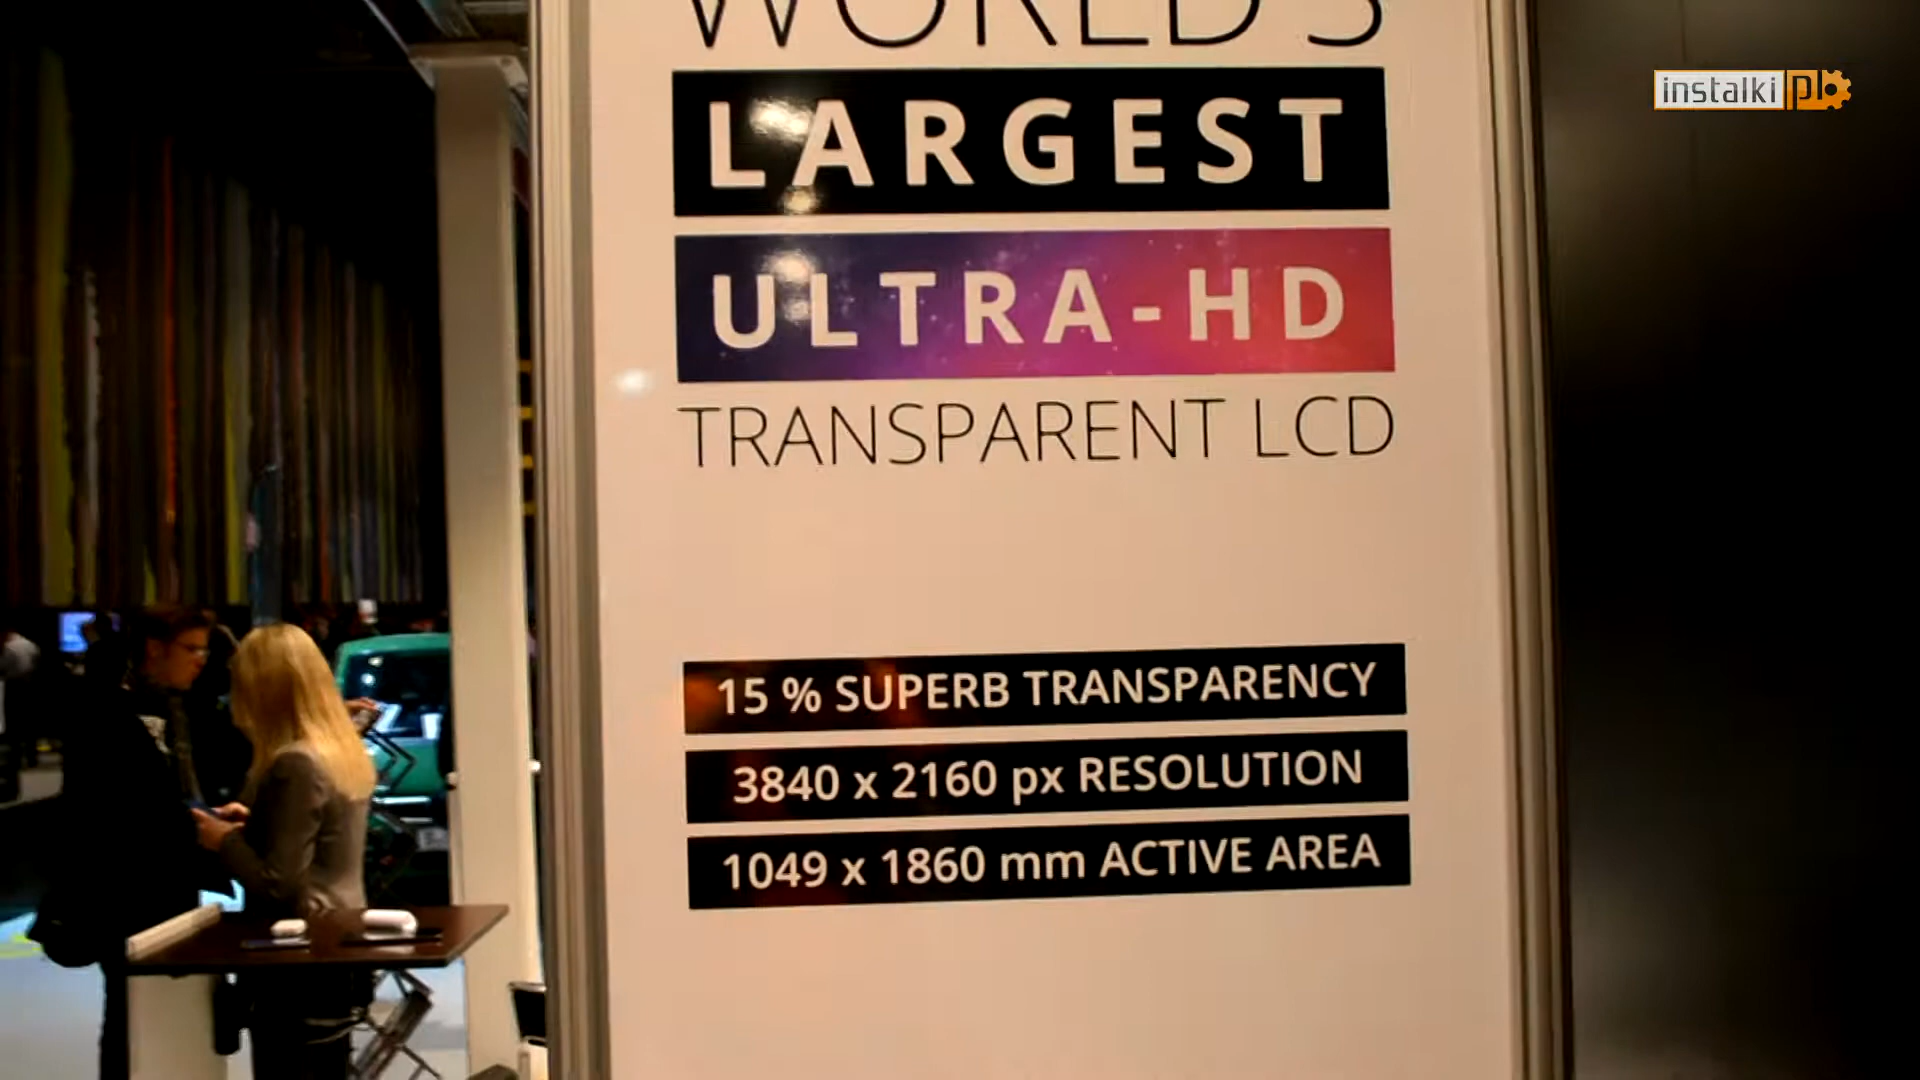 WORLD'S
LARGEST
ULTRA-HD
TRANSPARENT LCD
15 % SUPERB TRANSPARENCY
3840 x 2160 px RESOLUTION
1049 x 1860 mm ACTIVE AREA
instalki pl